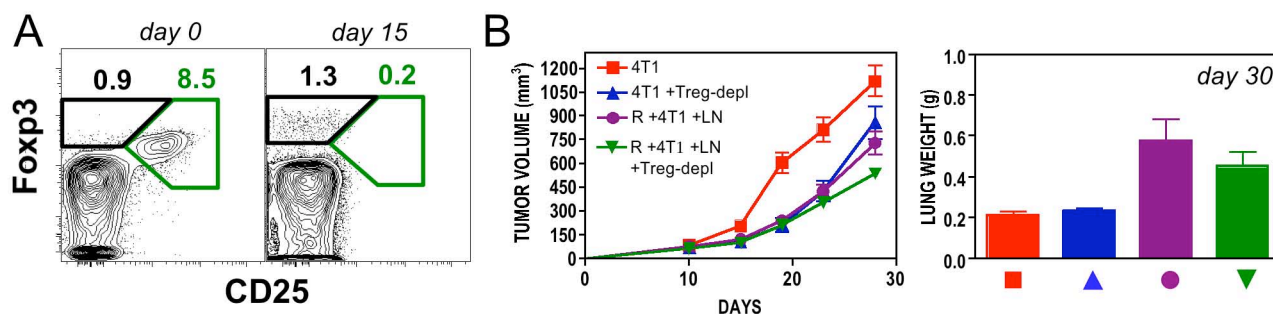 A
day 0
day 15
0.9
8.5
1.3
0.2
Foxp3
CD25
B
TUMOR VOLUME (mm³)
1200
1050
900
750
600
450
300
150
0
4T1
4T1 +Treg-depl
R +4T1 +LN
R +4T1 +LN
+Treg-depl
0
10
20
30
DAYS
LUNG WEIGHT (g)
1.0
0.8
0.6
0.4
0.2
0.0
day 30